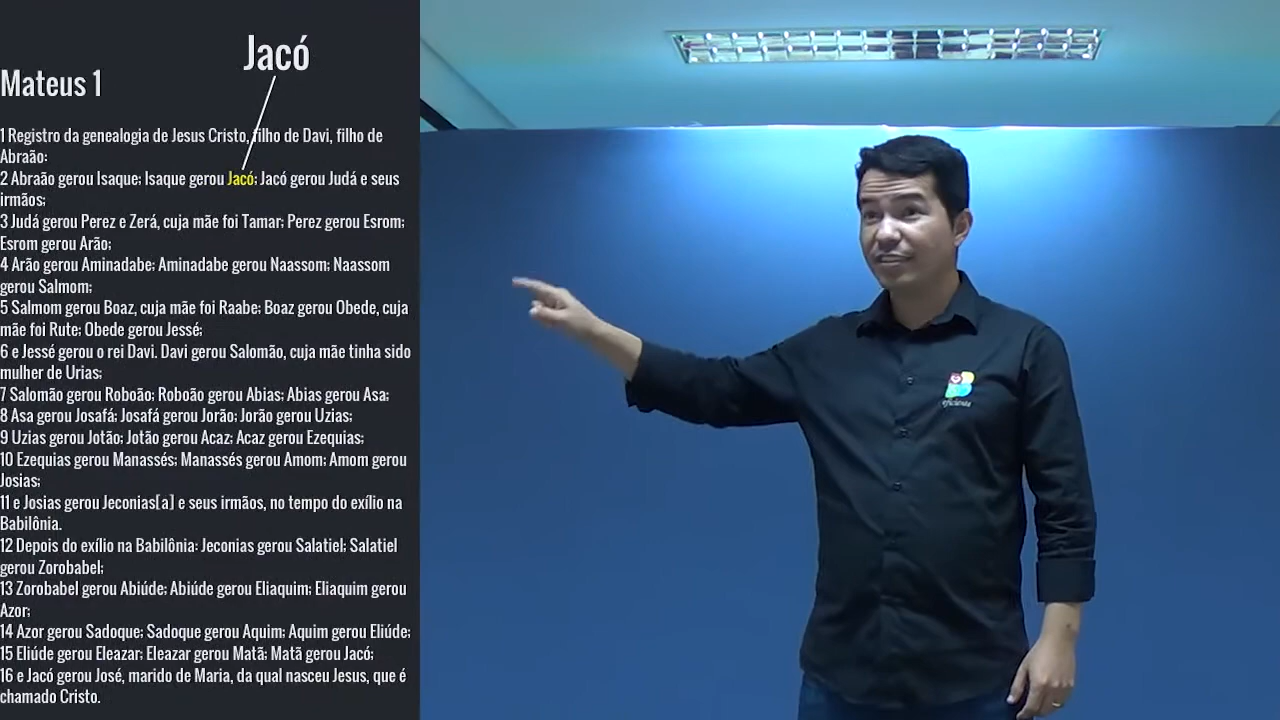 Jacó
Mateus 1
1 Registro da genealogia de Jesus Cristo, filho de Davi, filho de
Abraão:
2 Abraão gerou Isaque; Isaque gerou Jacó; Jacó gerou Judá e seus
irmãos;
3 Judá gerou Perez e Zerá, cuja mãe foi Tamar; Perez gerou Esrom;
Esrom gerou Arão;
4 Arão gerou Aminadabe; Aminadabe gerou Naassom; Naassom
gerou Salmom;
5 Salmom gerou Boaz, cuja mãe foi Raabe; Boaz gerou Obede, cuja
mãe foi Rute; Obede gerou Jessé;
6 e Jessé gerou o rei Davi. Davi gerou Salomão, cuja mãe tinha sido
mulher de Urias;
7 Salomão gerou Roboão; Roboão gerou Abias; Abias gerou Asa;
8 Asa gerou Josafá; Josafá gerou Jorão; Jorão gerou Uzias;
9 Uzias gerou Jotão; Jotão gerou Acaz; Acaz gerou Ezequias;
10 Ezequias gerou Manassés; Manassés gerou Amom; Amom gerou
Josias;
11 e Josias gerou Jeconias[a] e seus irmãos, no tempo do exílio na
Babilônia.
12 Depois do exílio na Babilônia: Jeconias gerou Salatiel; Salatiel
gerou Zorobabel;
13 Zorobabel gerou Abiúde; Abiúde gerou Eliaquim; Eliaquim gerou
Azor;
14 Azor gerou Sadoque; Sadoque gerou Aquim; Aquim gerou Eliúde;
15 Eliúde gerou Eleazar; Eleazar gerou Matã; Matã gerou Jacó;
16 e Jacó gerou José, marido de Maria, da qual nasceu Jesus, que é
chamado Cristo.